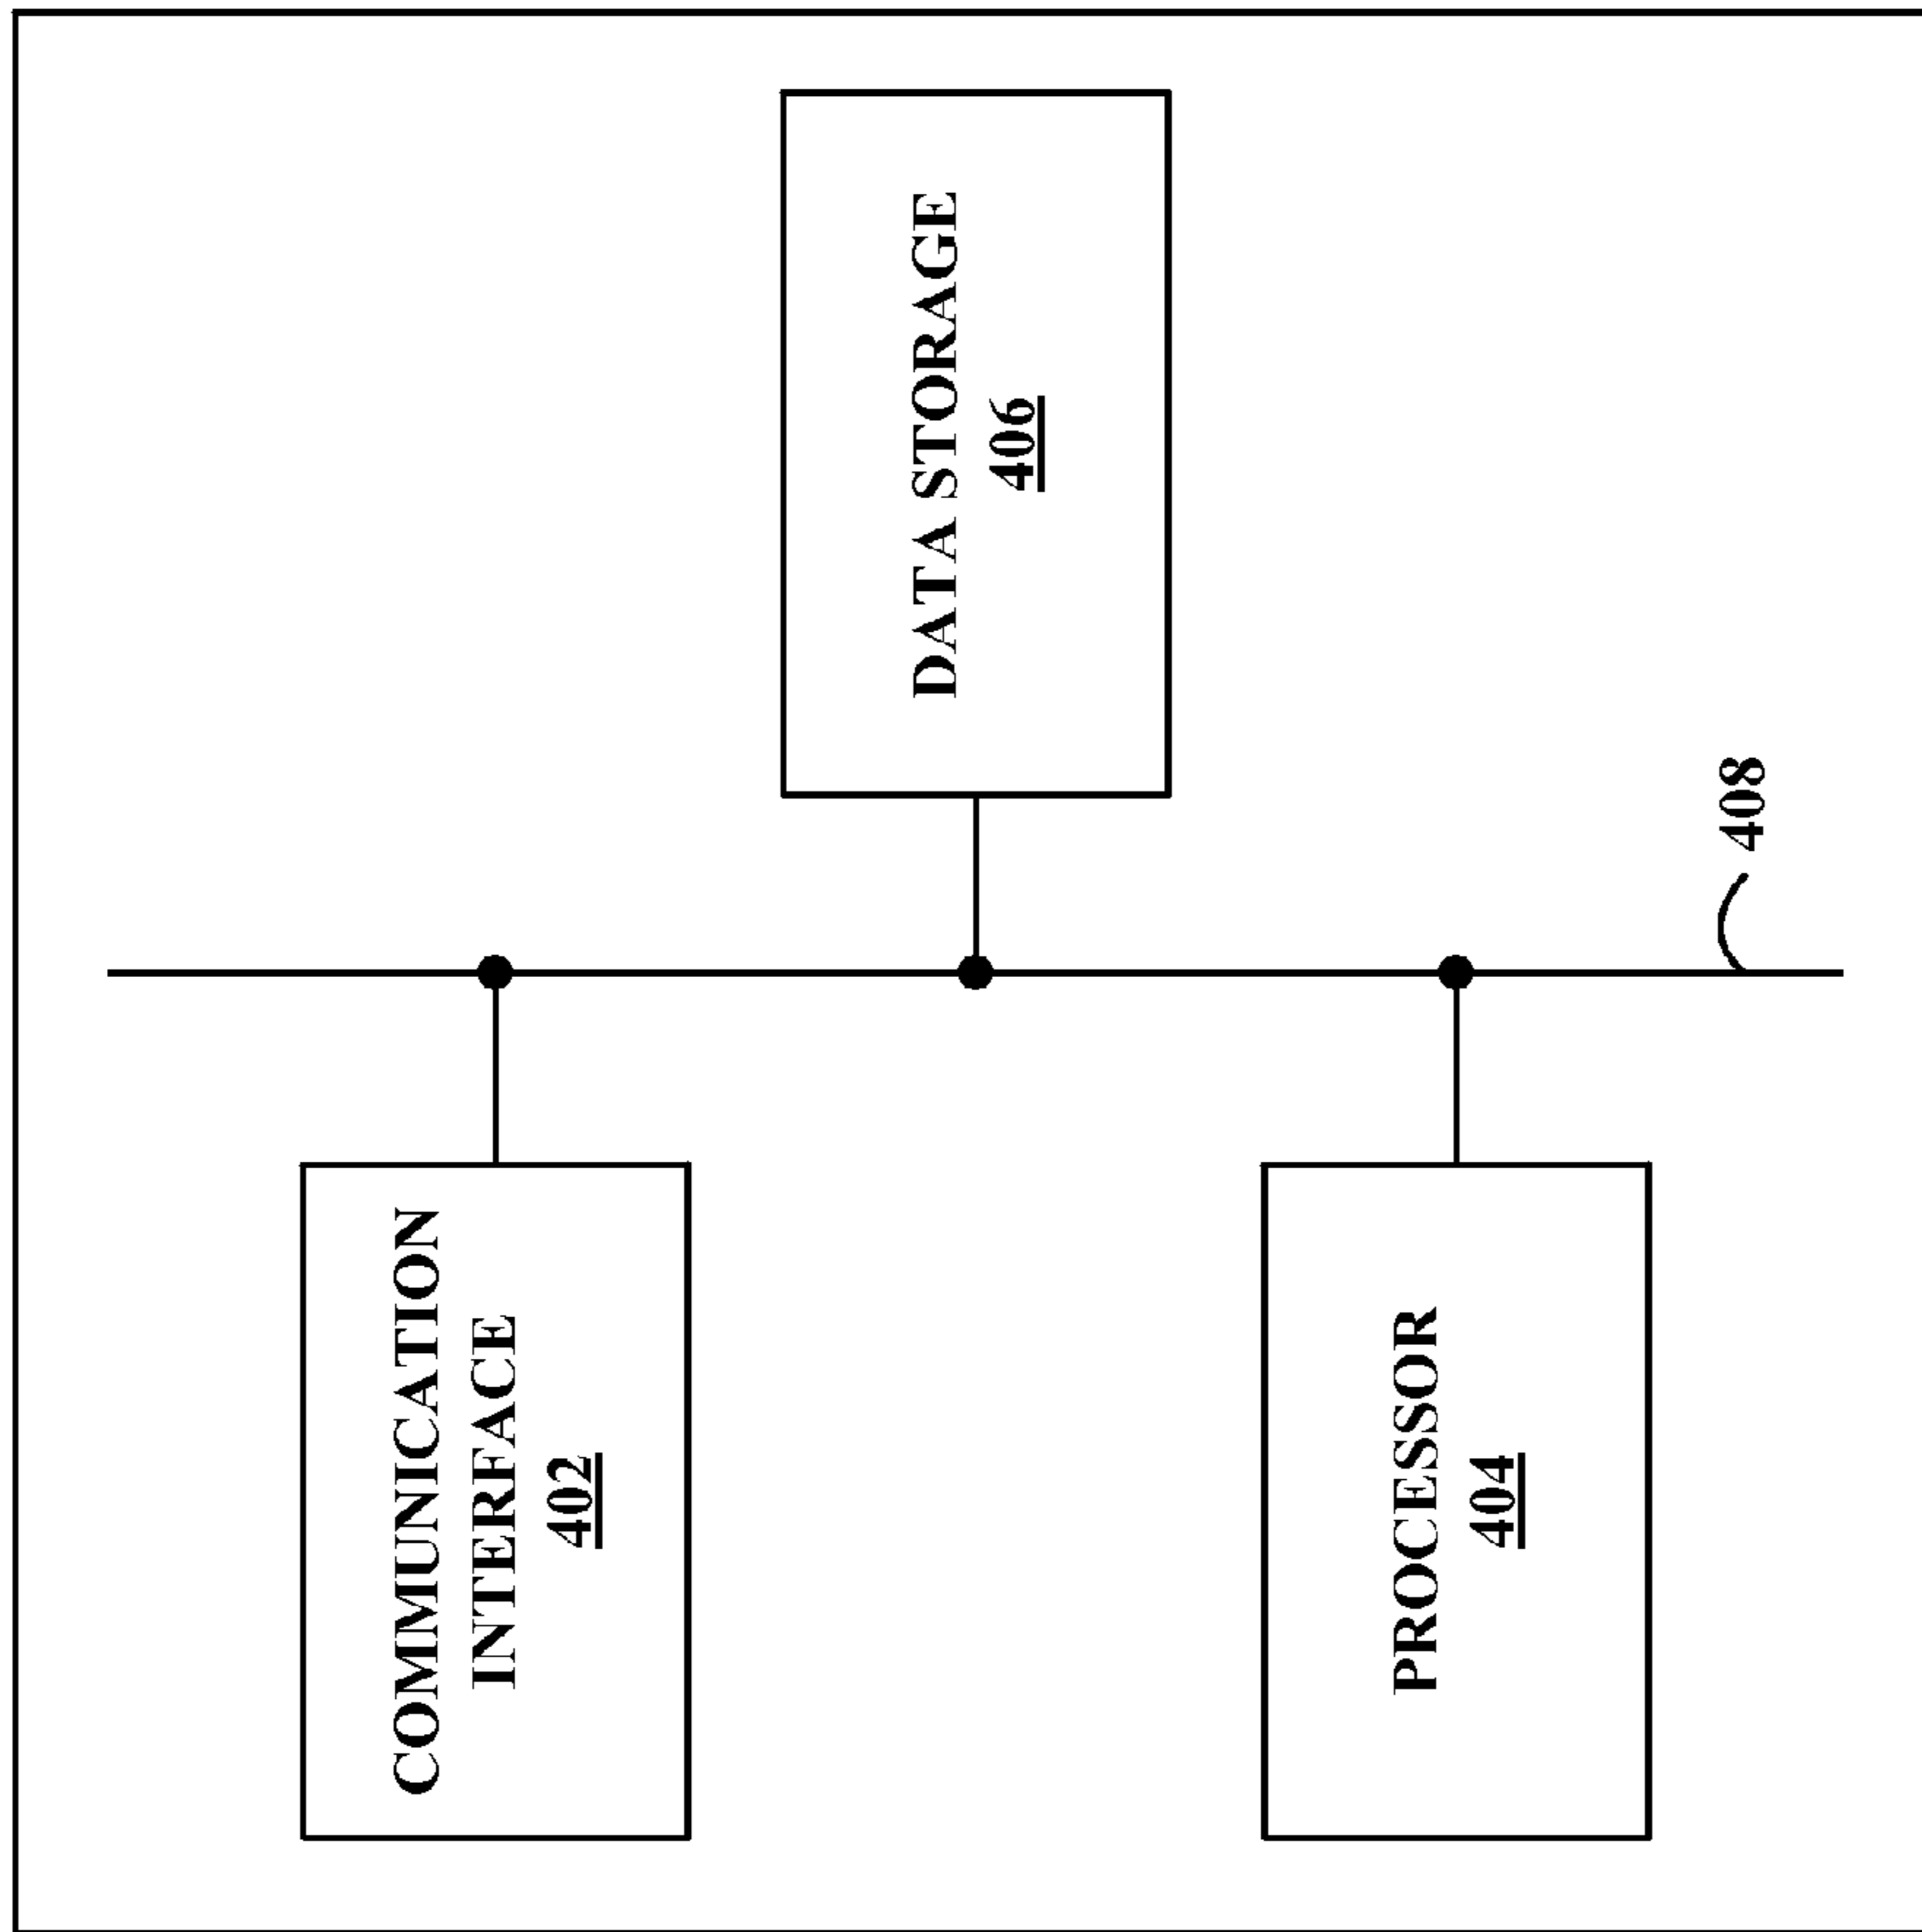 COMMUNICATION
INTERFACE
402
DATA STORAGE
406
PROCESSOR
404
408